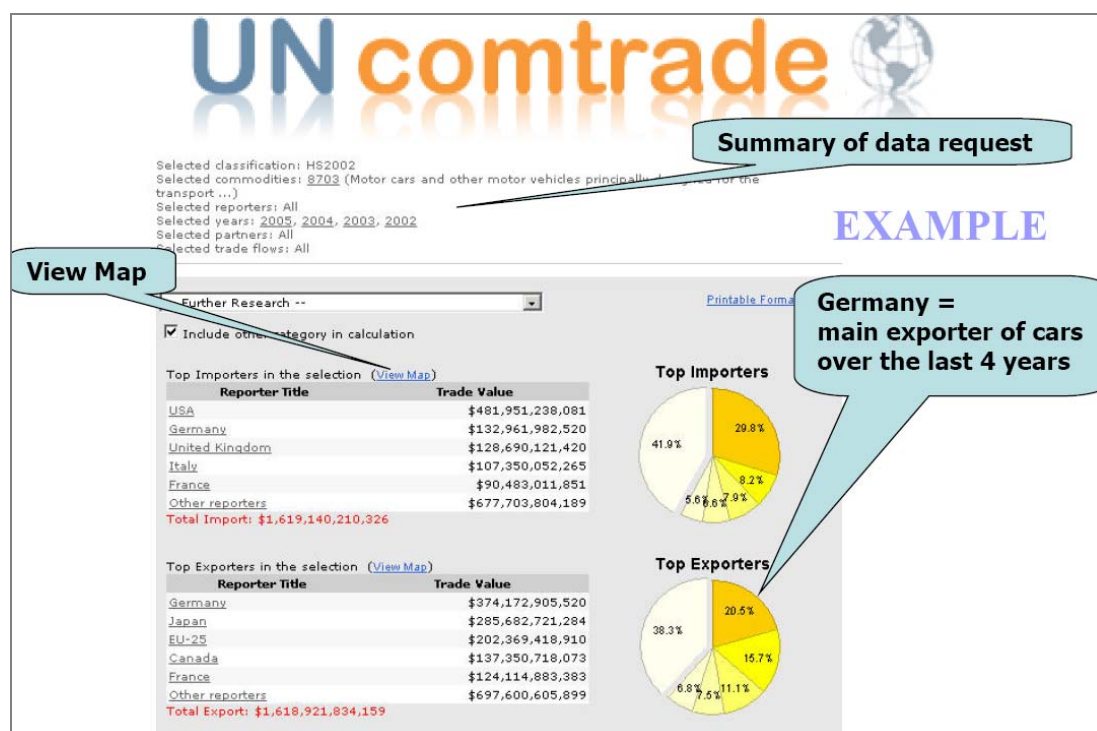 UN comtrade
Summary of data request
Selected classification: HS2002
Selected commodities: 8703 (Motor cars and other motor vehicles principally designed for the
transport ...)
Selected reporters: All
Selected years: 2005, 2004, 2003, 2002
Selected partners: All
Selected trade flows: All
EXAMPLE
View Map
Further Research --
Printable Forma
Include other category in calculation
Germany =
main exporter of cars
over the last 4 years
Top Importers in the selection (View Map)
Reporter Title Trade Value
USA $481,951,238,081
Germany $132,961,982,520
United Kingdom $128,690,121,420
Italy $107,350,052,265
France $90,483,011,851
Other reporters $677,703,804,189
Total Import: $1,619,140,210,326
Top Importers
29.8%
8.2%
7.9%
6.6%
5.6%
41.9%
Top Exporters in the selection (View Map)
Reporter Title Trade Value
Germany $374,172,905,520
Japan $285,682,721,284
EU-25 $202,369,418,910
Canada $137,350,718,073
France $124,114,883,383
Other reporters $697,600,605,899
Total Export: $1,618,921,834,159
Top Exporters
20.5%
15.7%
11.1%
7.5%
6.8%
38.3%